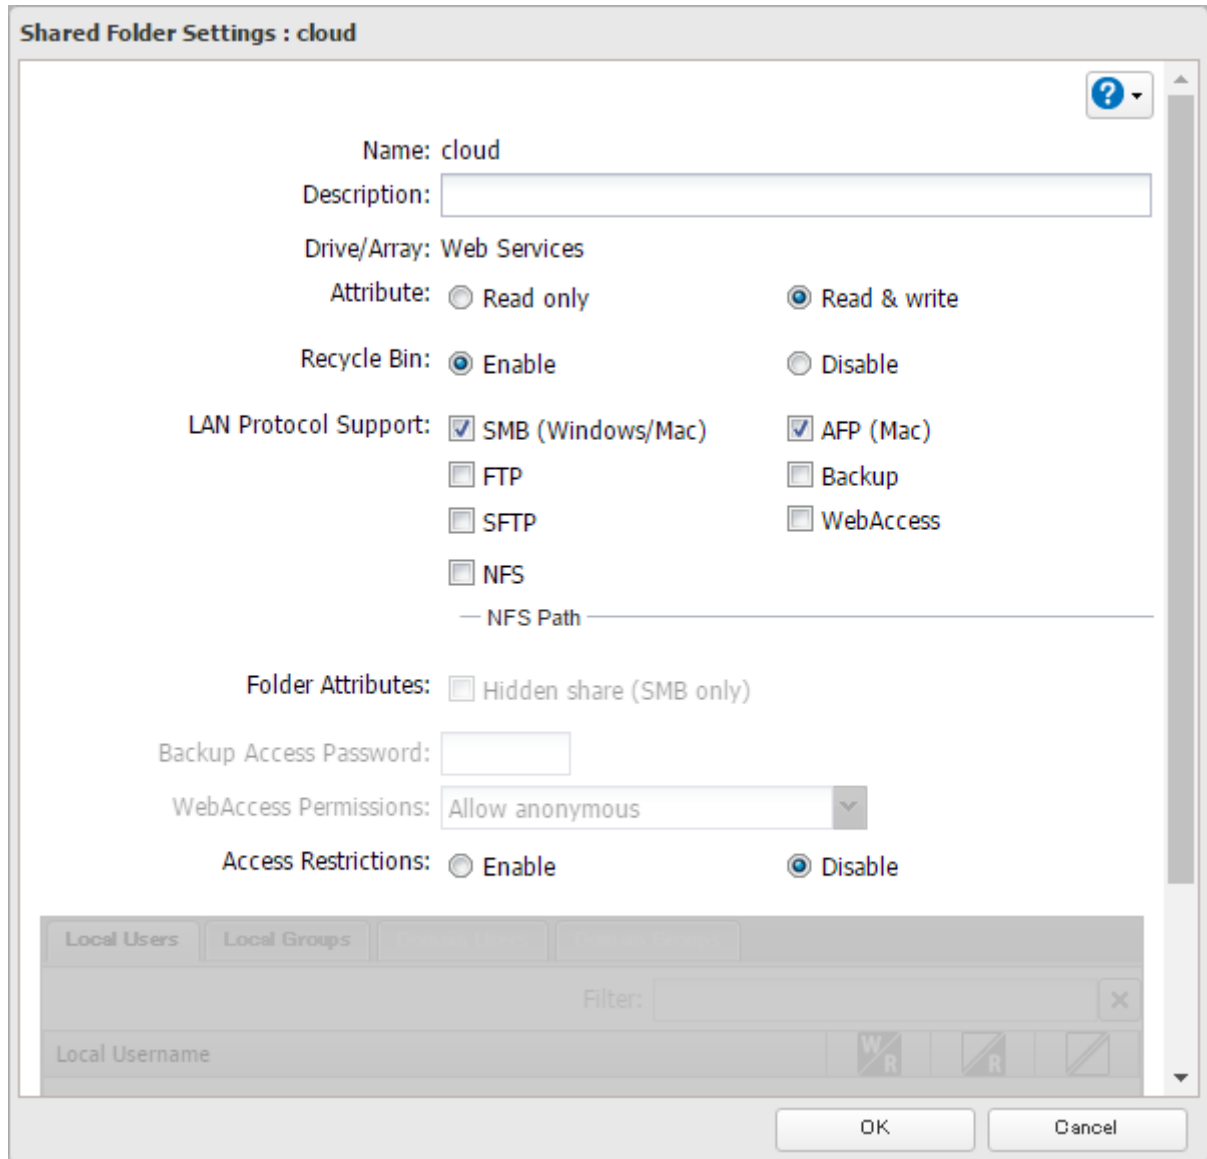 Shared Folder Settings : cloud
?
Name: cloud
Description:
Drive/Array: Web Services
Attribute: Read only Read & write
Recycle Bin: Enable Disable
LAN Protocol Support: SMB (Windows/Mac) AFP (Mac)
FTP Backup
SFTP WebAccess
NFS
NFS Path
Folder Attributes: Hidden share (SMB only)
Backup Access Password:
WebAccess Permissions: Allow anonymous
Access Restrictions: Enable Disable
Local Users Local Groups
Filter:
Local Username W/R R
OK Cancel